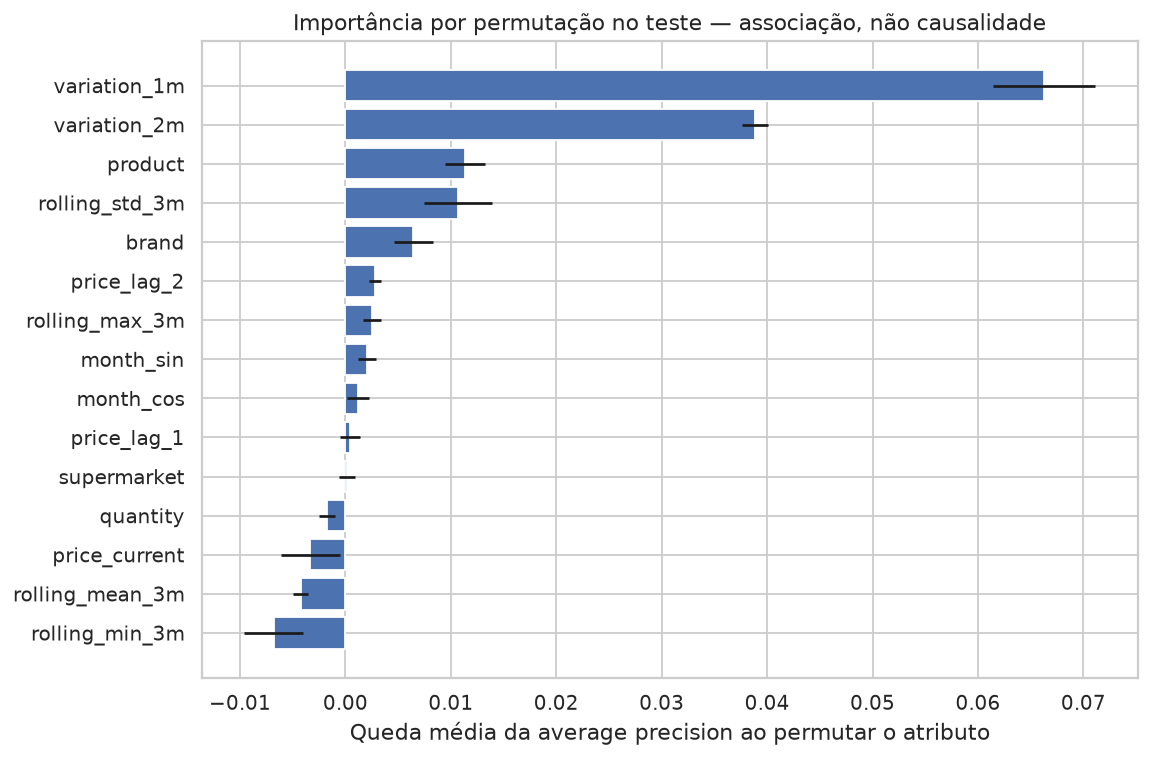 Importância por permutação no teste — associação, não causalidade
variation_1m
variation_2m
product
rolling_std_3m
brand
price_lag_2
rolling_max_3m
month_sin
month_cos
price_lag_1
supermarket
quantity
price_current
rolling_mean_3m
rolling_min_3m
−0.01 0.00 0.01 0.02 0.03 0.04 0.05 0.06 0.07
Queda média da average precision ao permutar o atributo